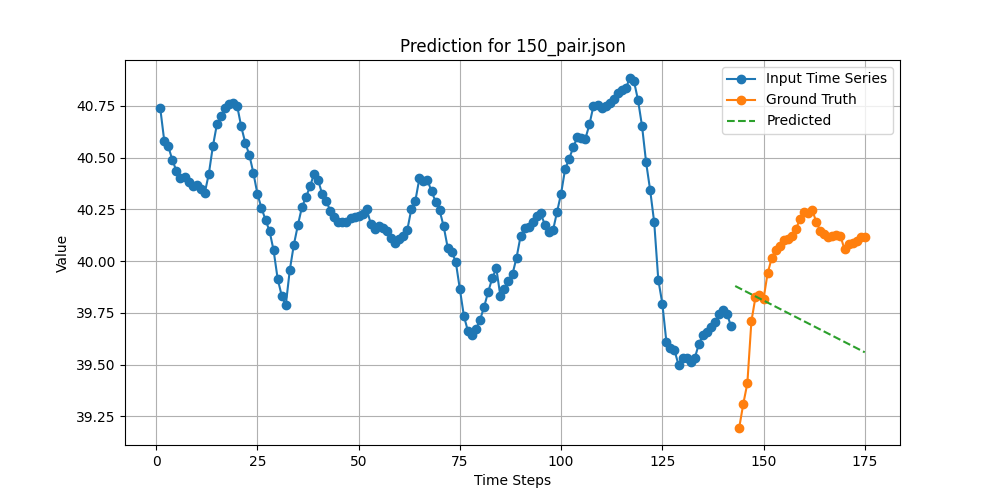 Prediction for 150_pair.json
Input Time Series
Ground Truth
Predicted
Value
40.75
40.50
40.25
40.00
39.75
39.50
39.25
0 25 50 75 100 125 150 175
Time Steps